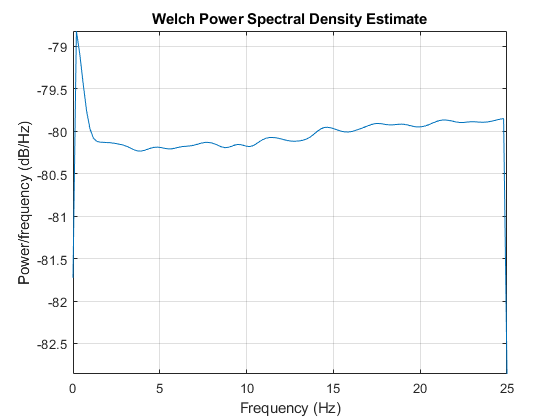 Welch Power Spectral Density Estimate
-79
-79.5
-80
-80.5
-81
-81.5
-82
-82.5
Power/frequency (dB/Hz)
0 5 10 15 20 25
Frequency (Hz)